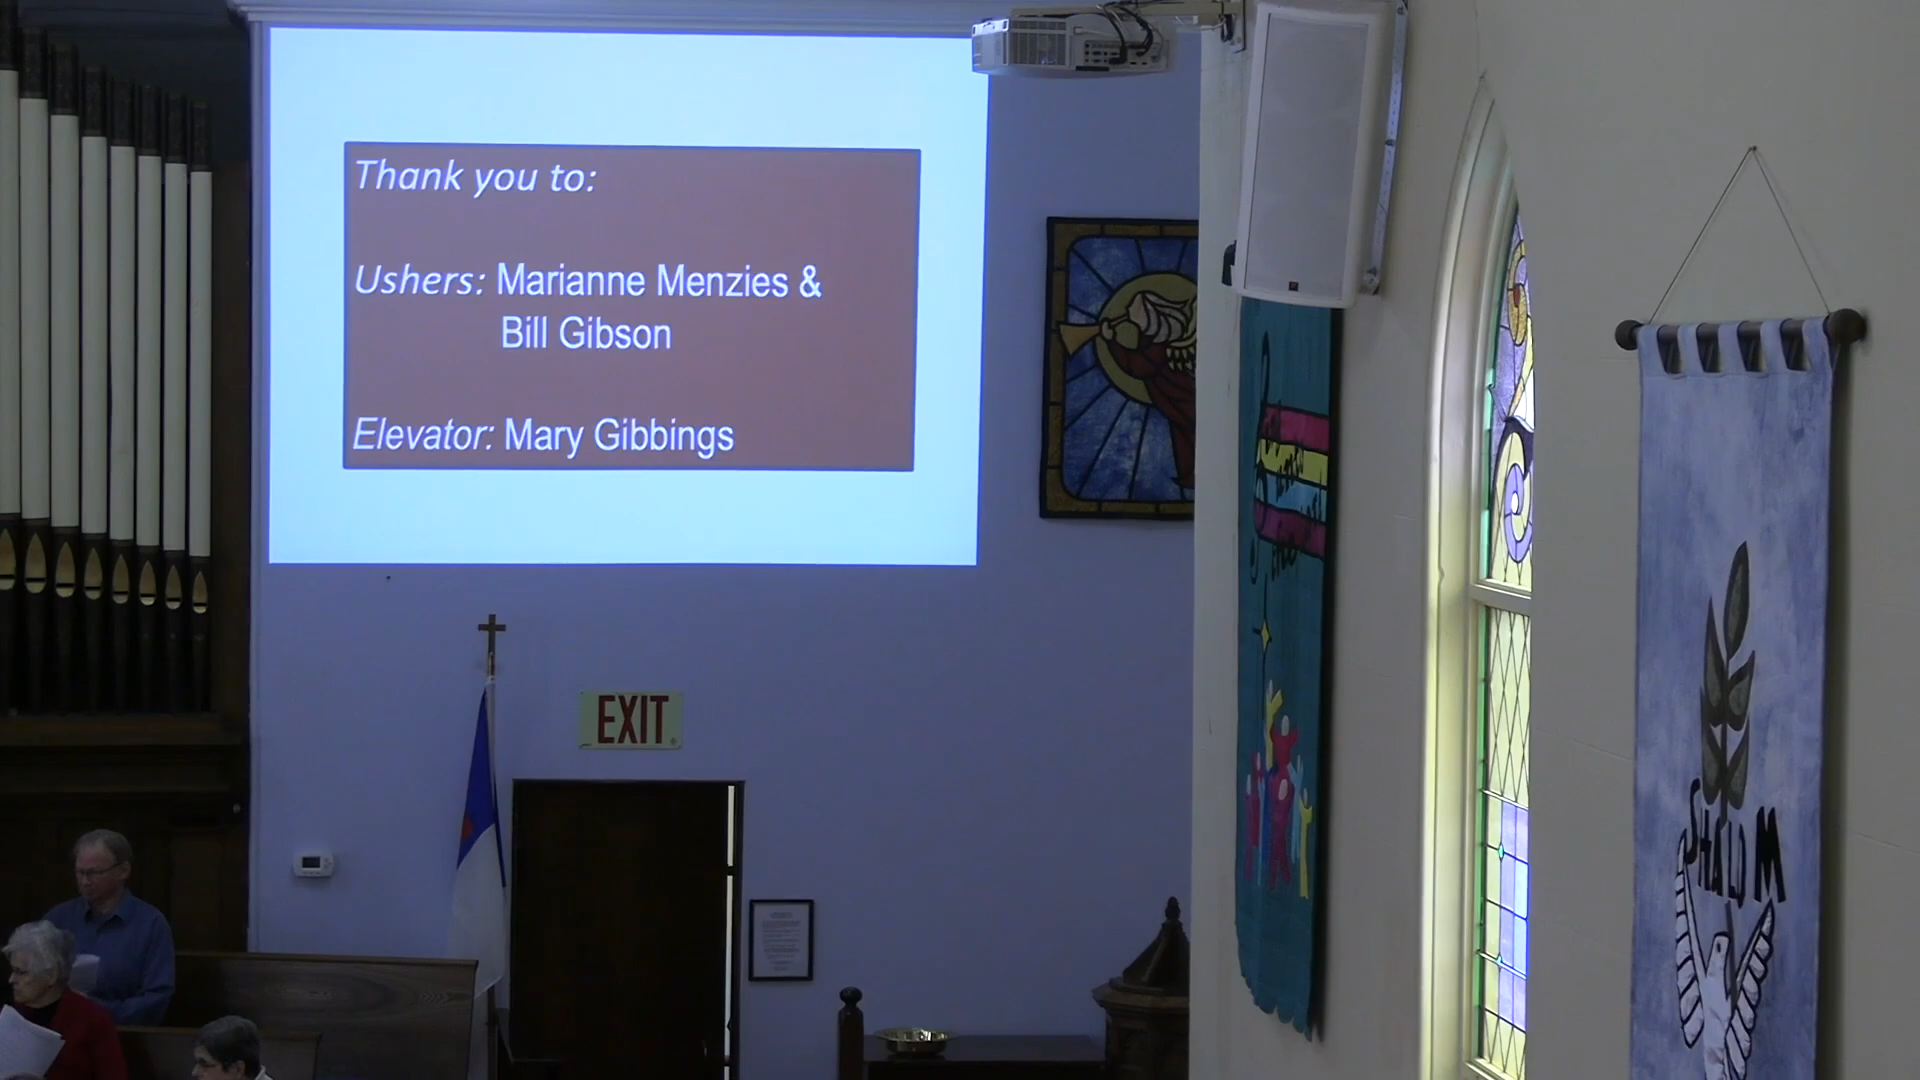 Thank you to:
Ushers: Marianne Menzies &
Bill Gibson
Elevator: Mary Gibbings
EXIT
SHALOM